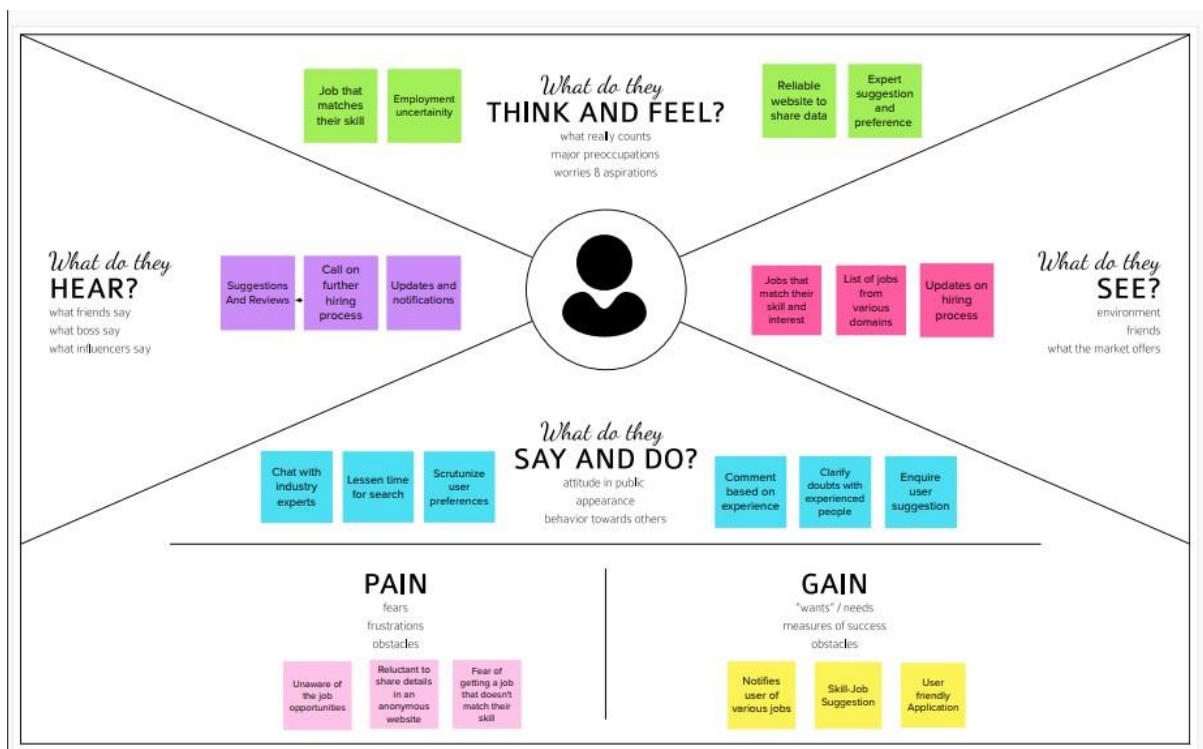 What do they
THINK AND FEEL?
what really counts
major preoccupations
worries & aspirations
Job that
matches
their skill
Employment
uncertainity
Reliable
website to
share data
Expert
suggestion
and
preference
What do they
HEAR?
what friends say
what boss say
what influencers say
Suggestions
And Reviews
Call on
further
hiring
process
Updates and
notifications
Jobs that
match their
skill and
interest
List of jobs
from
various
domains
Updates on
hiring
process
What do they
SEE?
environment
friends
what the market offers
What do they
SAY AND DO?
attitude in public
appearance
behavior towards others
Chat with
industry
experts
Lessen time
for search
Scrutunize
user
preferences
Comment
based on
experience
Clarify
doubts with
experienced
people
Enquire
user
suggestion
PAIN
fears
frustrations
obstacles
Unaware of
the job
opportunities
Reluctant to
share details
in an
anonymous
website
Fear of
getting a job
that doesn't
match their
skill
GAIN
"wants" / needs
measures of success
obstacles
Notifies
user of
various jobs
Skill-Job
Suggestion
User
friendly
Application